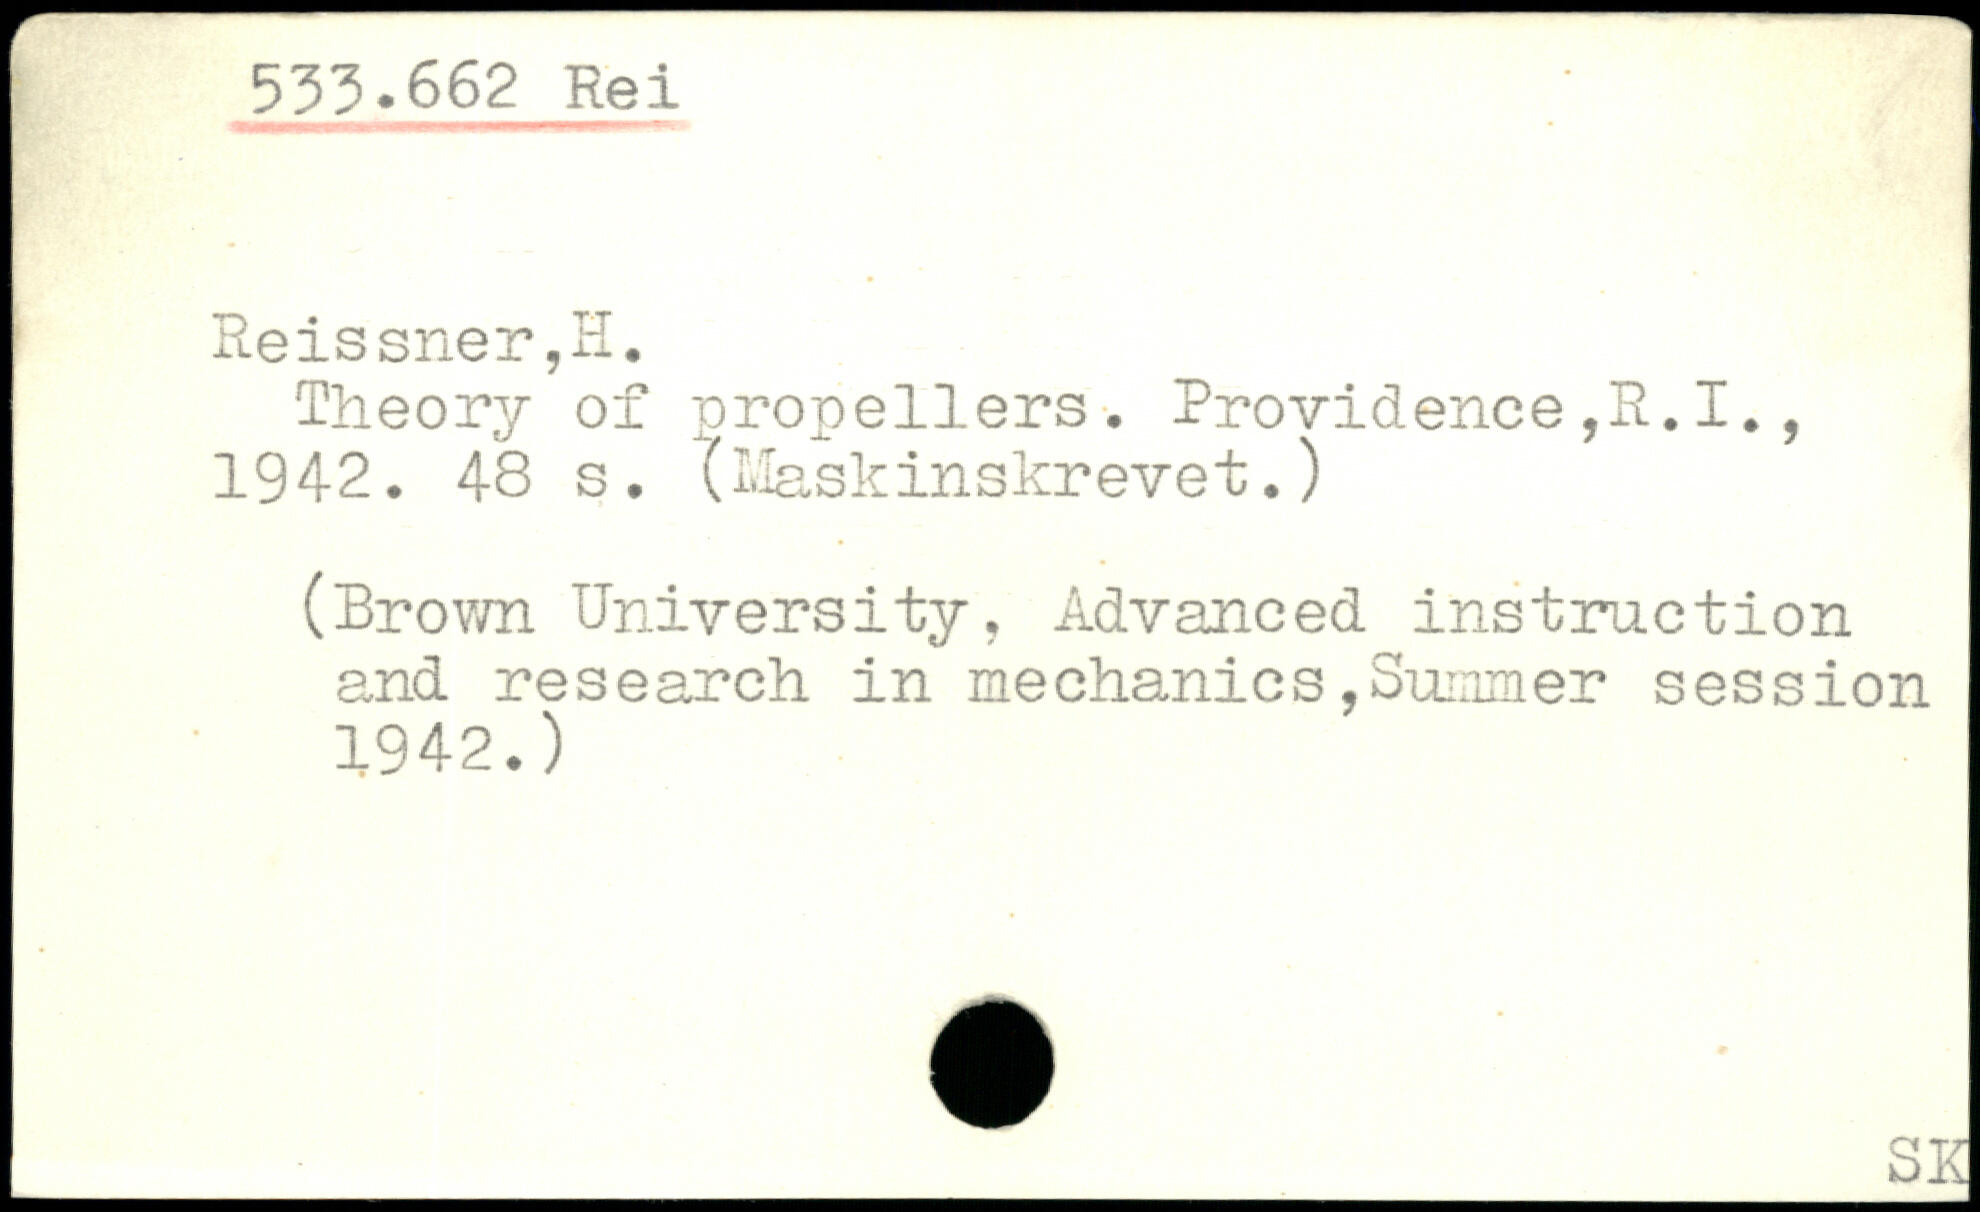 533.662 Rei
Reissner,H.
Theory of propellers. Providence,R.I.,
1942. 48 s. (Maskinskrevet.)
(Brown University, Advanced instruction
and research in mechanics,Summer session
1942.)
SK